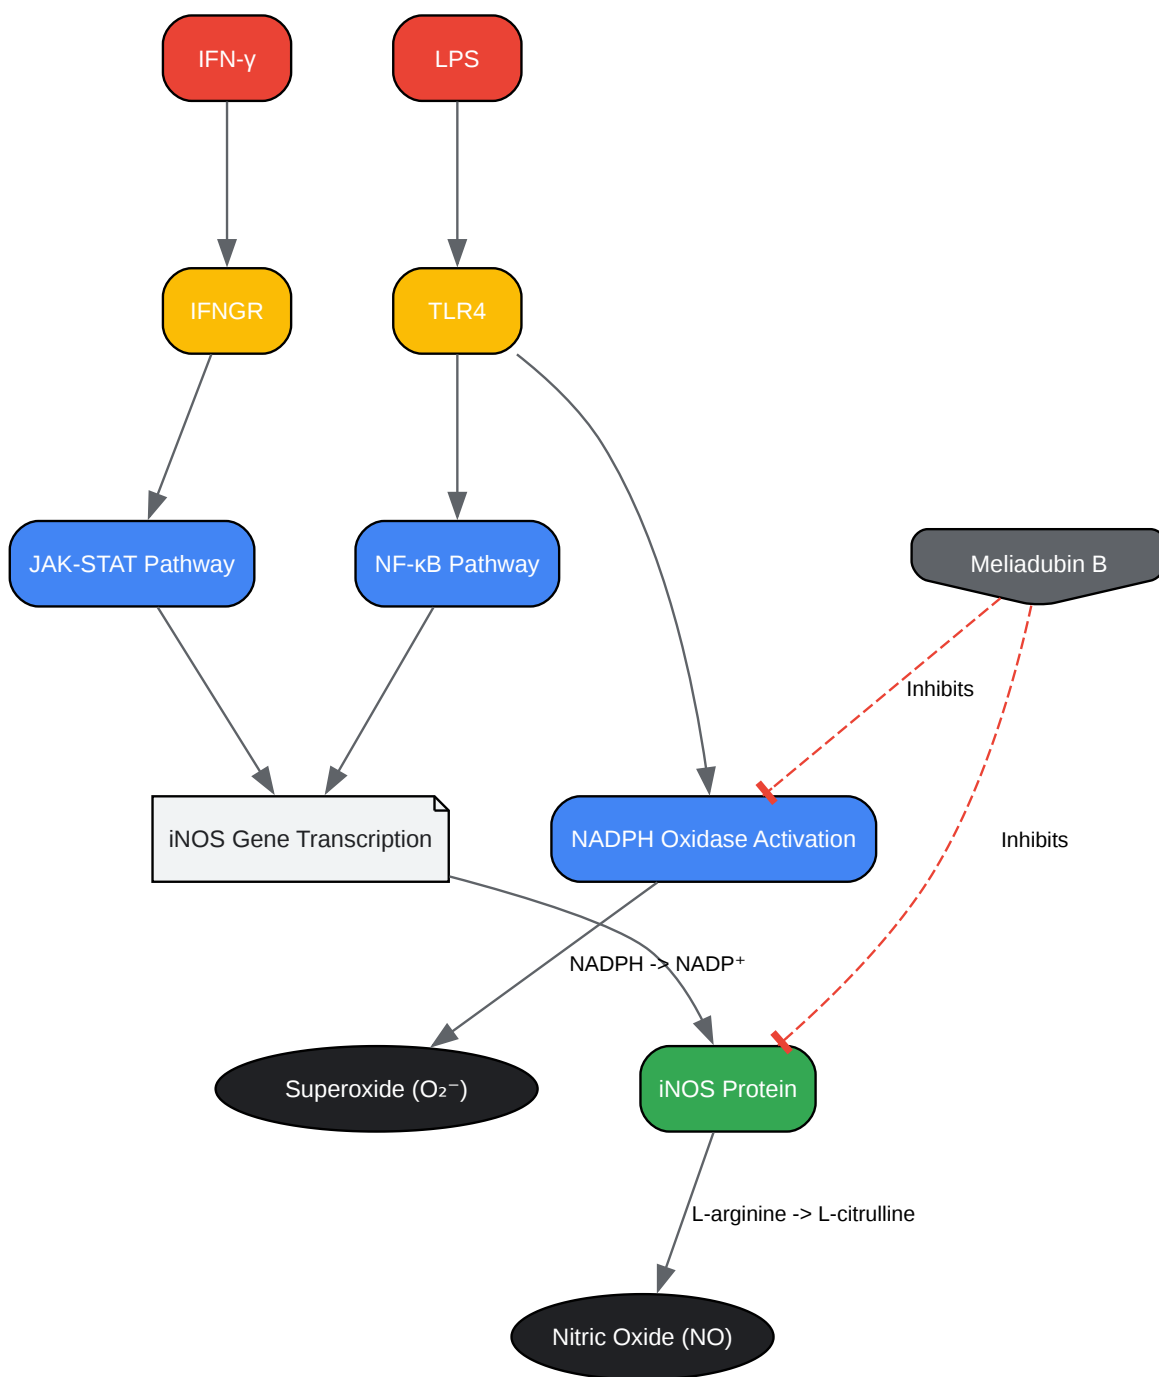 IFN-γ
LPS
IFNGR
TLR4
JAK-STAT Pathway
NF-κB Pathway
Meliadubin B
Inhibits
iNOS Gene Transcription
NADPH Oxidase Activation
Inhibits
NADPH -> NADP⁺
Superoxide (O₂⁻)
iNOS Protein
L-arginine -> L-citrulline
Nitric Oxide (NO)